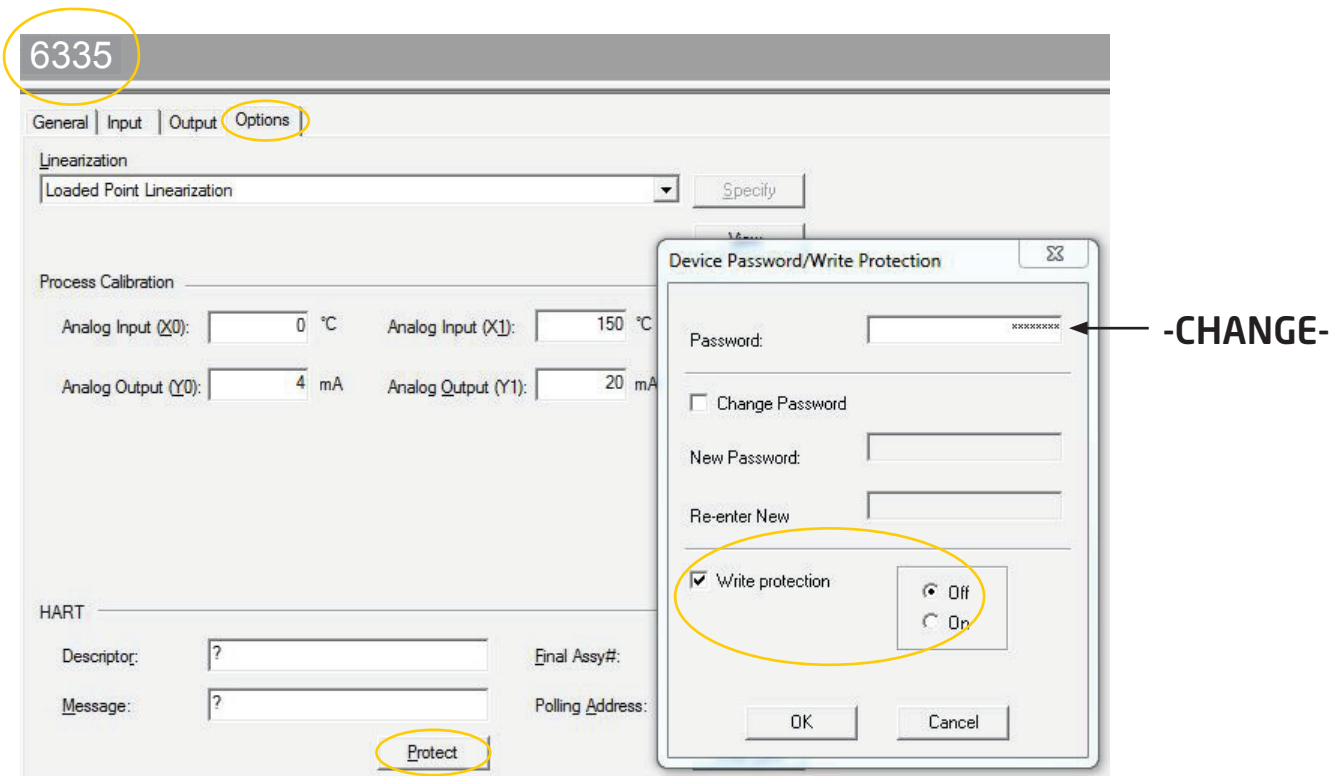 6335
General Input Output Options
Linearization
Loaded Point Linearization Specify
View
Process Calibration
Analog Input (X0): 0 °C Analog Input (X1): 150 °C
Analog Output (Y0): 4 mA Analog Output (Y1): 20 mA
HART
Descriptor: ? Final Assy#:
Message: ? Polling Address:
Protect
Device Password/Write Protection
Password: ******** -CHANGE-
Change Password
New Password:
Re-enter New
Write protection Off
On
OK Cancel